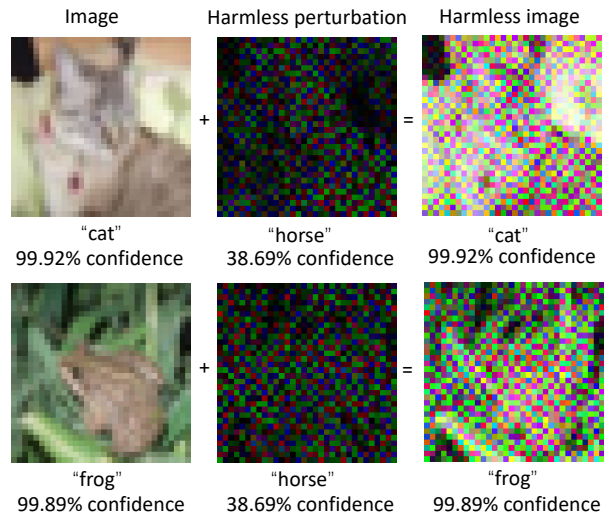 Image Harmless perturbation Harmless image
+ =
“cat” “horse” “cat”
99.92% confidence 38.69% confidence 99.92% confidence
+ =
“frog” “horse” “frog”
99.89% confidence 38.69% confidence 99.89% confidence